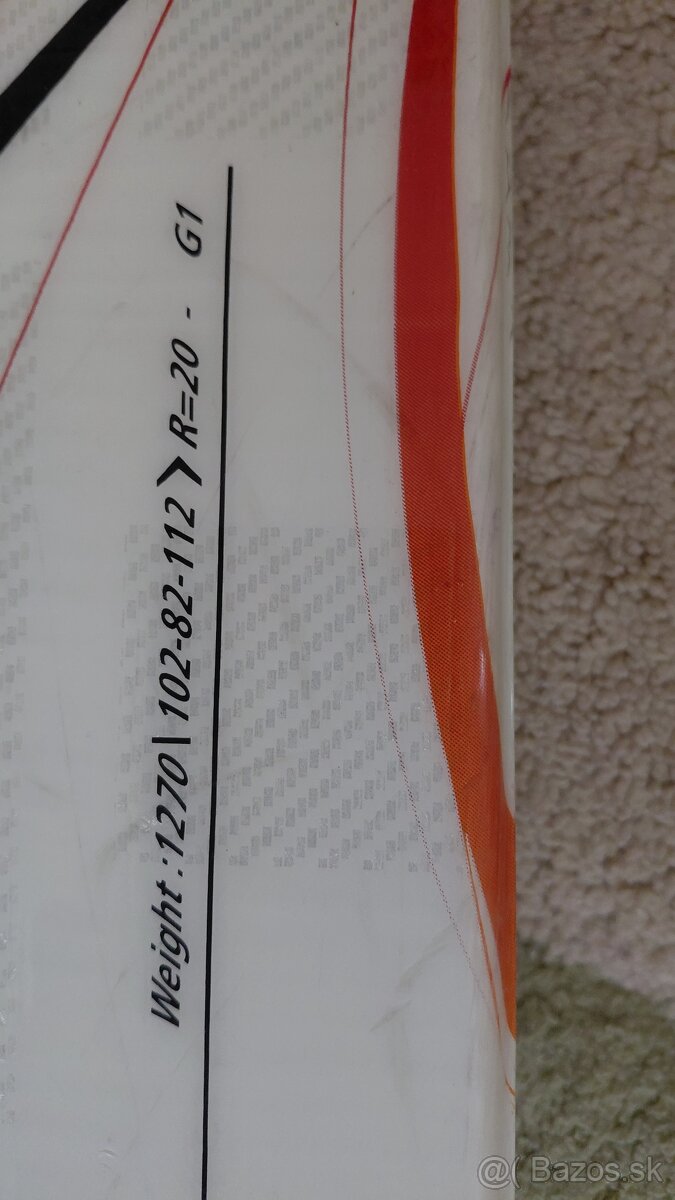 Weight :1270\102-82-112❯R=20 - G1
@( Bazos.sk